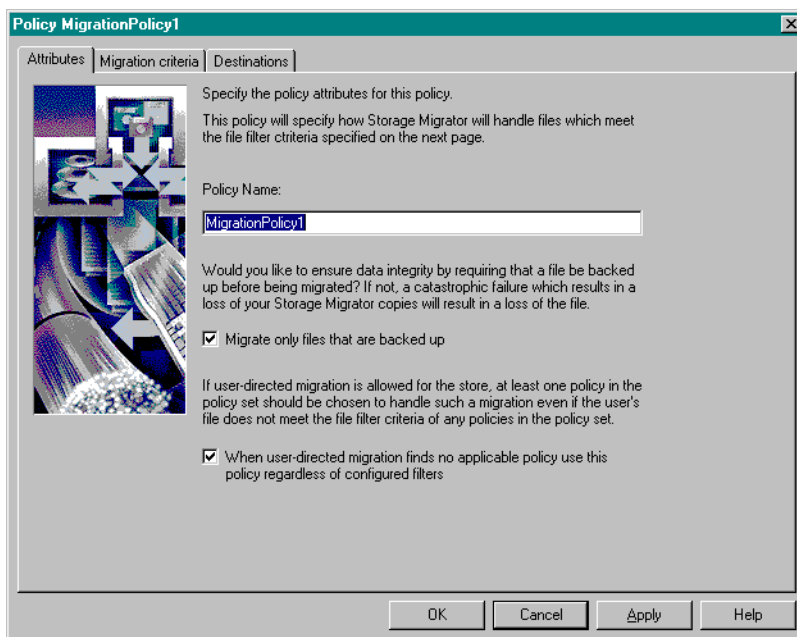 Policy MigrationPolicy1
Attributes Migration criteria Destinations
Specify the policy attributes for this policy.
This policy will specify how Storage Migrator will handle files which meet
the file filter ctriteria specified on the next page.
Policy Name:
MigrationPolicy1
Would you like to ensure data integrity by requiring that a file be backed
up before being migrated? If not, a catastrophic failure which results in a
loss of your Storage Migrator copies will result in a loss of the file.
Migrate only files that are backed up
If user-directed migration is allowed for the store, at least one policy in the
policy set should be chosen to handle such a migration even if the user's
file does not meet the file filter criteria of any policies in the policy set.
When user-directed migration finds no applicable policy use this
policy regardless of configured filters
OK Cancel Apply Help